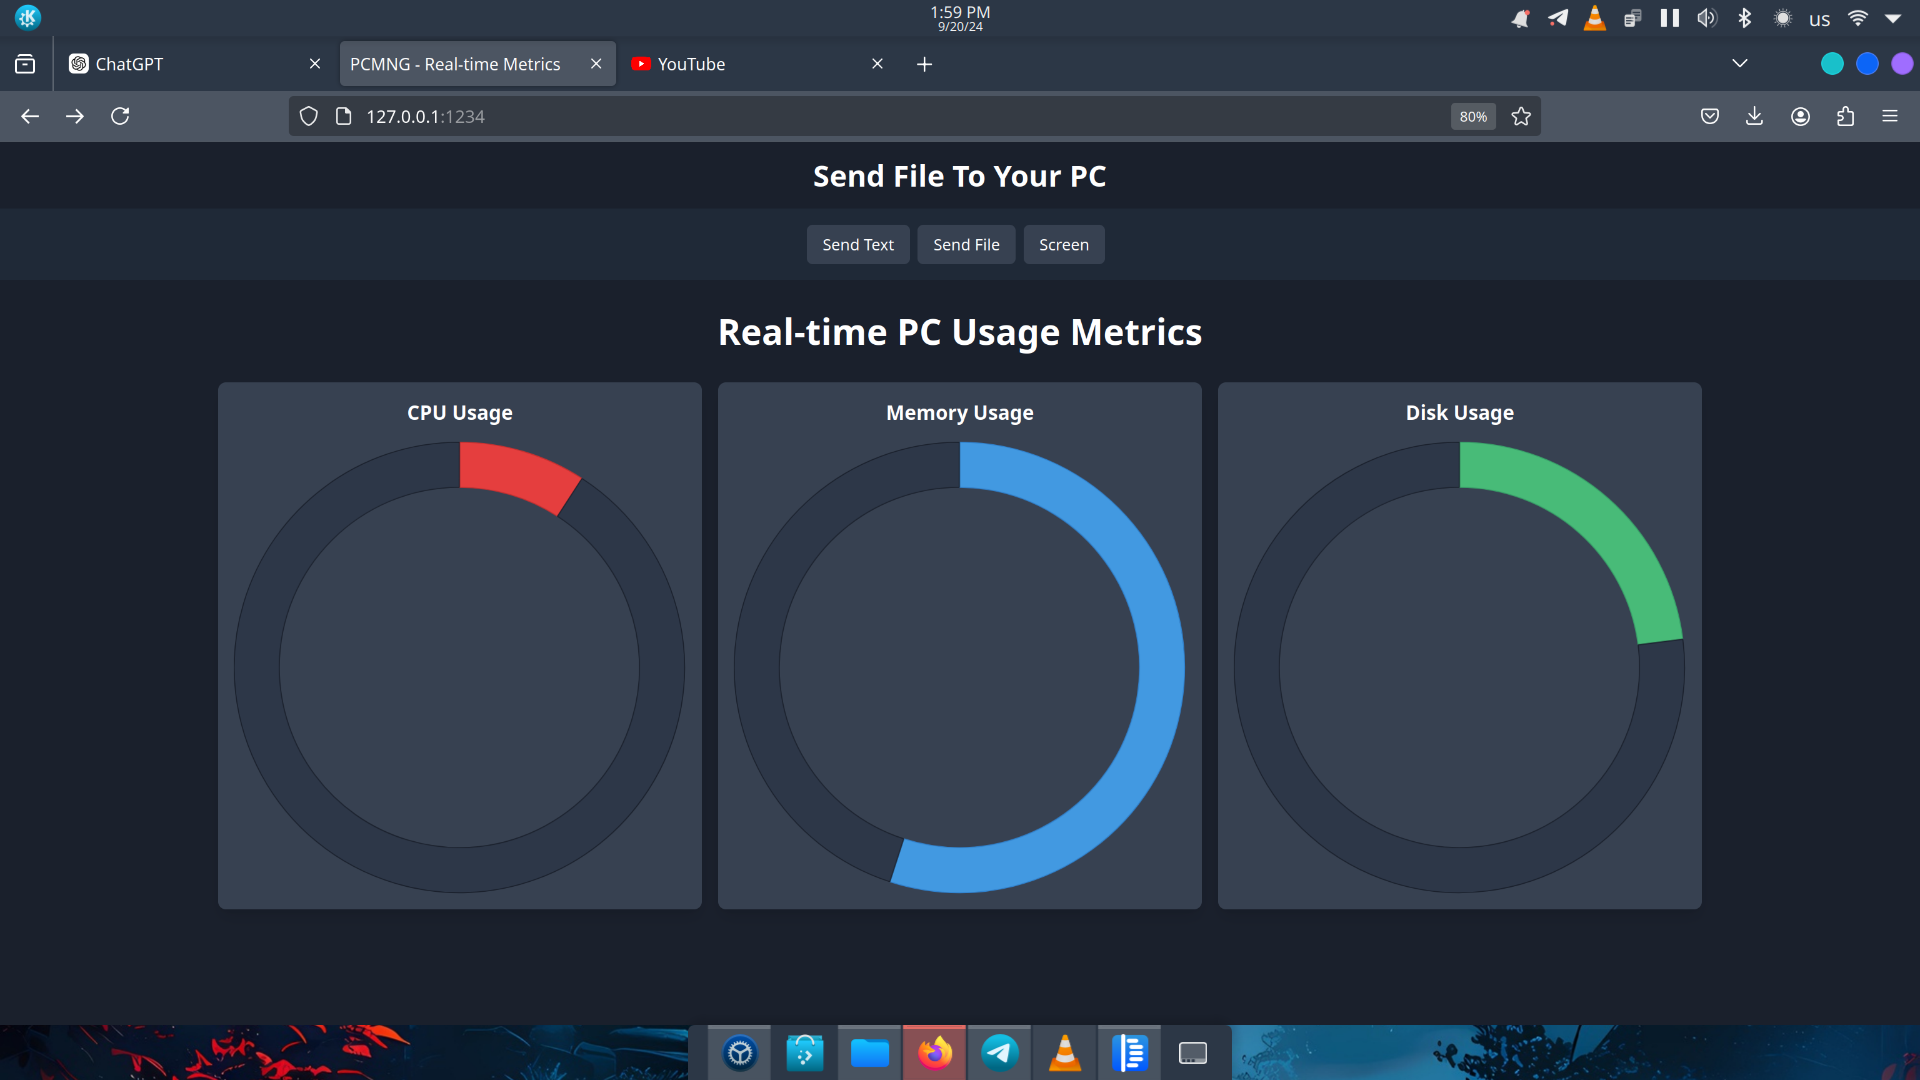 1:59 PM
9/20/24
us
ChatGPT
PCMNG - Real-time Metrics
YouTube
127.0.0.1:1234
80%
Send File To Your PC
Send Text
Send File
Screen
Real-time PC Usage Metrics
CPU Usage
Memory Usage
Disk Usage